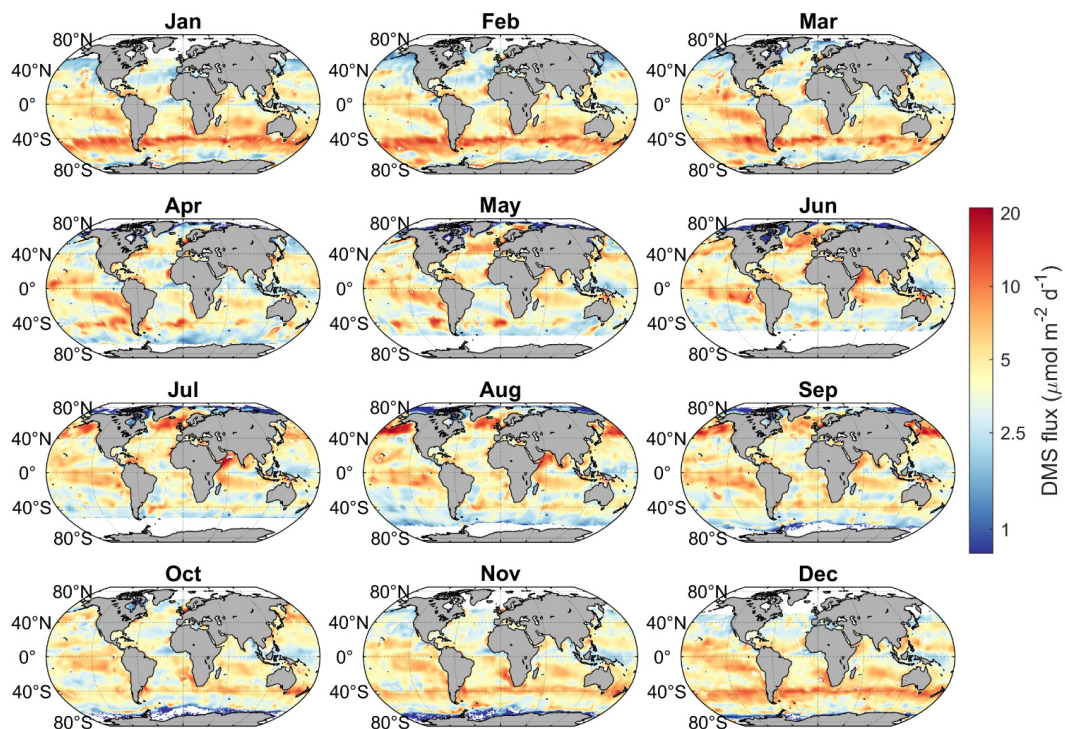 Jan Feb Mar
80°N 80°N 80°N
40°N 40°N 40°N
0° 0° 0°
40°S 40°S 40°S
80°S 80°S 80°S
Apr May Jun
80°N 80°N 80°N
40°N 40°N 40°N
0° 0° 0°
40°S 40°S 40°S
80°S 80°S 80°S
Jul Aug Sep
80°N 80°N 80°N
40°N 40°N 40°N
0° 0° 0°
40°S 40°S 40°S
80°S 80°S 80°S
Oct Nov Dec
80°N 80°N 80°N
40°N 40°N 40°N
0° 0° 0°
40°S 40°S 40°S
80°S 80°S 80°S
20
10
5
2.5
1
DMS flux (μmol m⁻² d⁻¹)